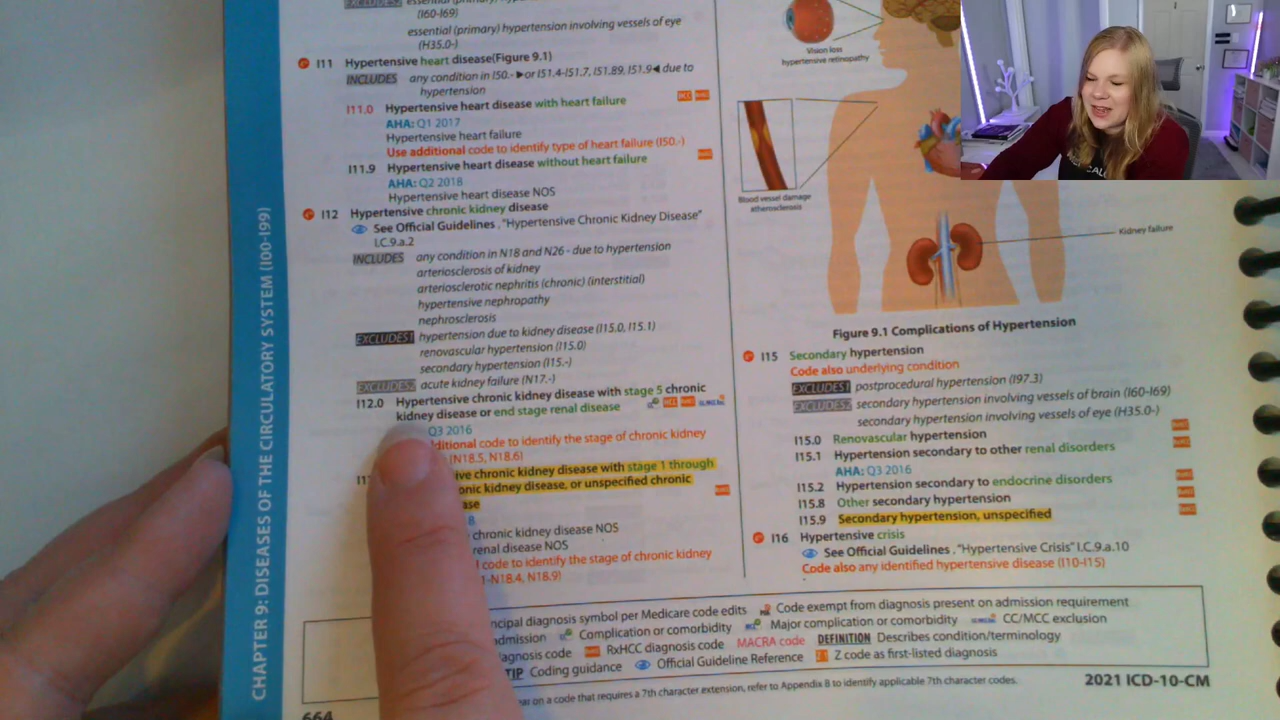 essential (primary)
(I60-I69)
essential (primary) hypertension involving vessels of eye
(H35.0-)
I11 Hypertensive heart disease(Figure 9.1)
INCLUDES any condition in I50.- ►or I51.4-I51.7, I51.89, I51.9◄ due to
hypertension
I11.0 Hypertensive heart disease with heart failure
AHA: Q1 2017
Hypertensive heart failure
Use additional code to identify type of heart failure (I50.-)
I11.9 Hypertensive heart disease without heart failure
AHA: Q2 2018
Hypertensive heart disease NOS
I12 Hypertensive chronic kidney disease
See Official Guidelines, "Hypertensive Chronic Kidney Disease"
I.C.9.a.2
INCLUDES any condition in N18 and N26 - due to hypertension
arteriosclerosis of kidney
arteriosclerotic nephritis (chronic) (interstitial)
hypertensive nephropathy
nephrosclerosis
EXCLUDES1 hypertension due to kidney disease (I15.0, I15.1)
renovascular hypertension (I15.0)
secondary hypertension (I15.-)
EXCLUDES2 acute kidney failure (N17.-)
I12.0 Hypertensive chronic kidney disease with stage 5 chronic
kidney disease or end stage renal disease
Q3 2016
ditional code to identify the stage of chronic kidney
(N18.5, N18.6)
ive chronic kidney disease with stage 1 through
onic kidney disease, or unspecified chronic
ase
8
chronic kidney disease NOS
renal disease NOS
code to identify the stage of chronic kidney
-N18.4, N18.9)
Vision loss
hypertensive retinopathy
Blood vessel damage
atherosclerosis
Kidney failure
Figure 9.1 Complications of Hypertension
I15 Secondary hypertension
Code also underlying condition
EXCLUDES1 postprocedural hypertension (I97.3)
EXCLUDES2 secondary hypertension involving vessels of brain (I60-I69)
secondary hypertension involving vessels of eye (H35.0-)
I15.0 Renovascular hypertension
I15.1 Hypertension secondary to other renal disorders
AHA: Q3 2016
I15.2 Hypertension secondary to endocrine disorders
I15.8 Other secondary hypertension
I15.9 Secondary hypertension, unspecified
I16 Hypertensive crisis
See Official Guidelines, "Hypertensive Crisis" I.C.9.a.10
Code also any identified hypertensive disease (I10-I15)
ncipal diagnosis symbol per Medicare code edits Code exempt from diagnosis present on admission requirement
dmission Complication or comorbidity Major complication or comorbidity CC/MCC exclusion
agnosis code RxHCC diagnosis code MACRA code DEFINITION Describes condition/terminology
TIP Coding guidance Official Guideline Reference Z code as first-listed diagnosis
on a code that requires a 7th character extension, refer to Appendix B to identify applicable 7th character codes.
2021 ICD-10-CM
664
CHAPTER 9: DISEASES OF THE CIRCULATORY SYSTEM (I00-I99)